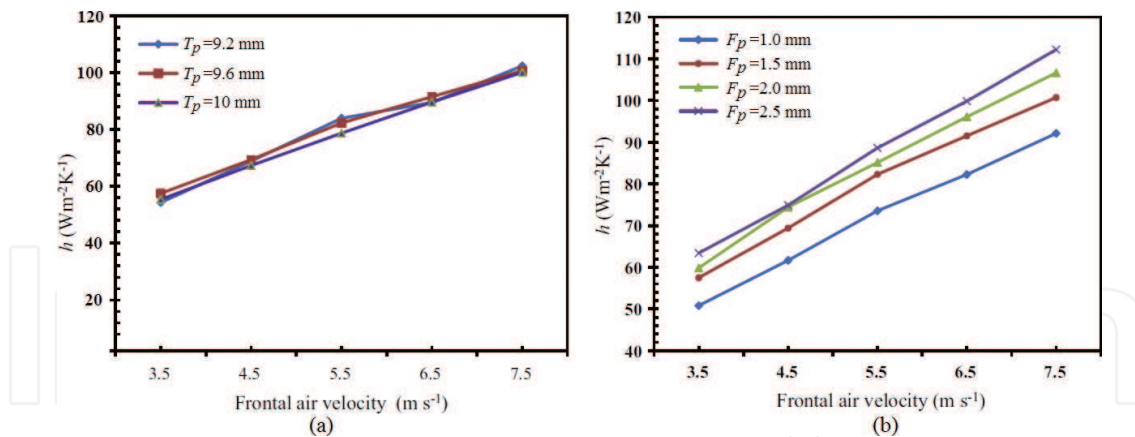 120
100
80
60
40
20
h (Wm-2K-1)
Tp=9.2 mm
Tp=9.6 mm
Tp=10 mm
3.5 4.5 5.5 6.5 7.5
Frontal air velocity (m s-1)
(a)
120
110
100
90
80
70
60
50
40
h (Wm-2K-1)
Fp=1.0 mm
Fp=1.5 mm
Fp=2.0 mm
Fp=2.5 mm
3.5 4.5 5.5 6.5 7.5
Frontal air velocity (m s-1)
(b)